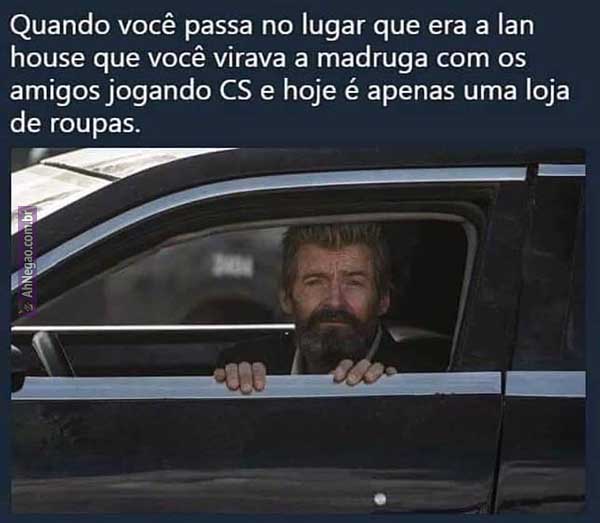 Quando você passa no lugar que era a lan
house que você virava a madruga com os
amigos jogando CS e hoje é apenas uma loja
de roupas.
AhNegao.com.br